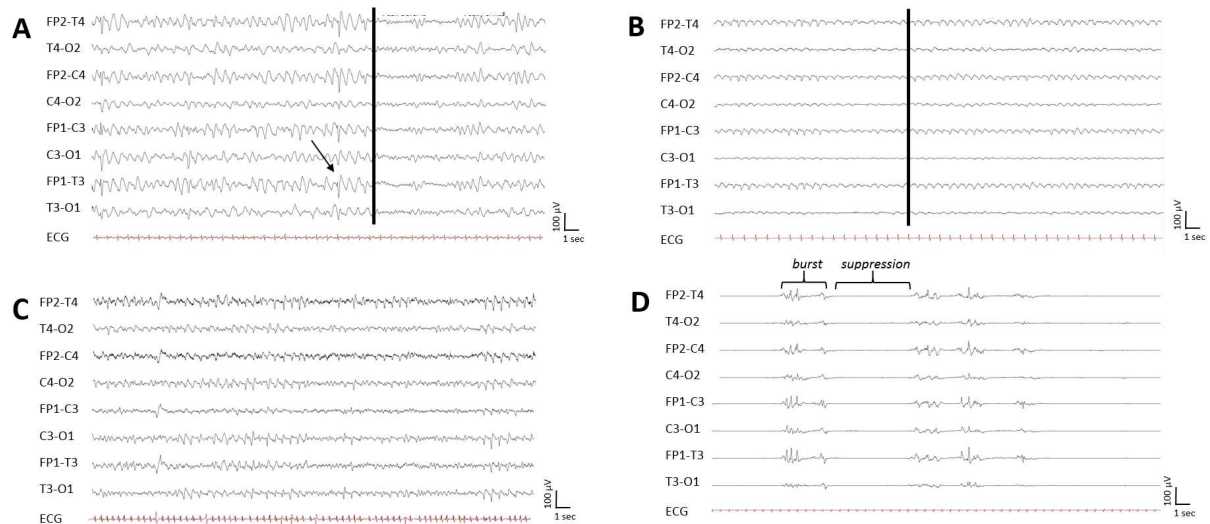 A
FP2-T4
T4-O2
FP2-C4
C4-O2
FP1-C3
C3-O1
FP1-T3
T3-O1
ECG
100 µV
1 sec
B
FP2-T4
T4-O2
FP2-C4
C4-O2
FP1-C3
C3-O1
FP1-T3
T3-O1
ECG
100 µV
1 sec
C
FP2-T4
T4-O2
FP2-C4
C4-O2
FP1-C3
C3-O1
FP1-T3
T3-O1
ECG
100 µV
1 sec
D
burst suppression
FP2-T4
T4-O2
FP2-C4
C4-O2
FP1-C3
C3-O1
FP1-T3
T3-O1
ECG
100 µV
1 sec